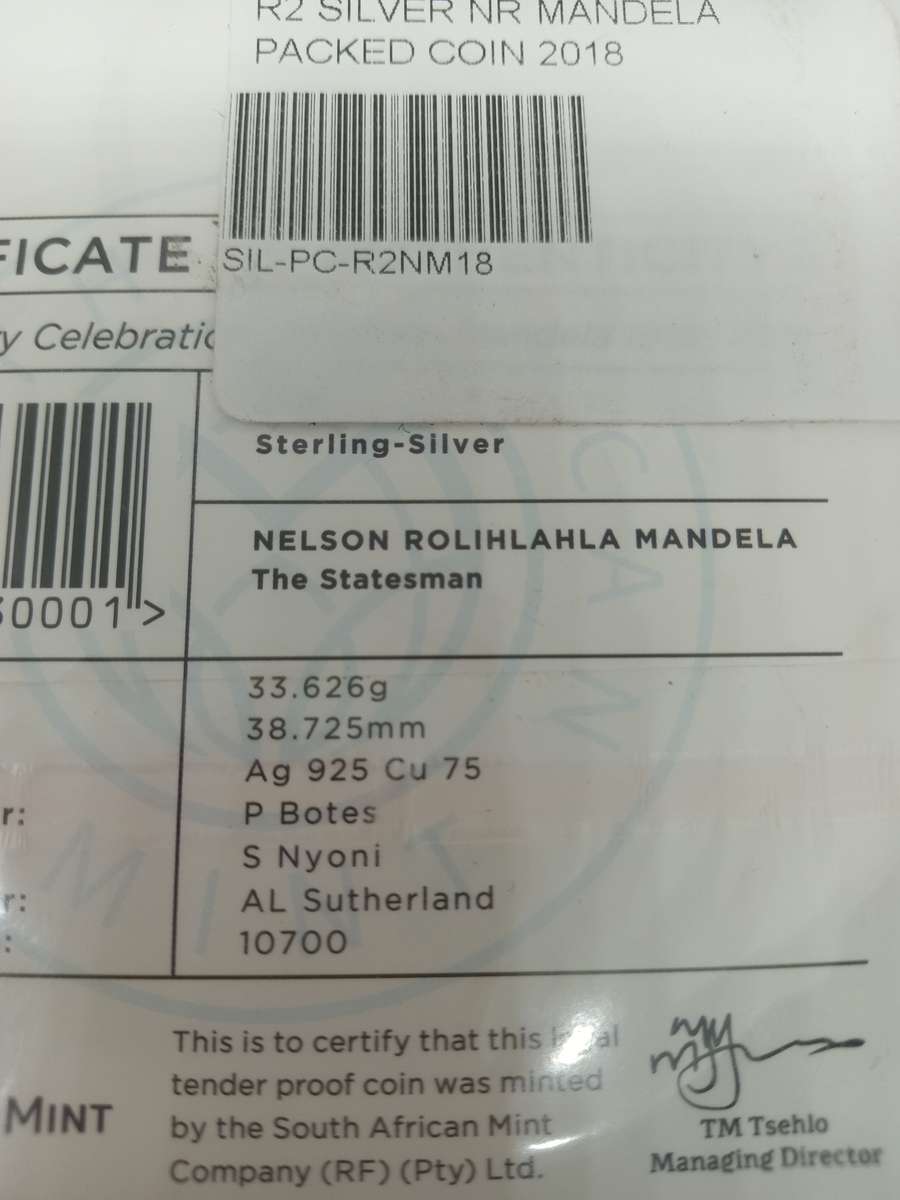 R2 SILVER NR MANDELA
PACKED COIN 2018
SIL-PC-R2NM18
FICATE
y Celebratio
Sterling-Silver
NELSON ROLIHLAHLA MANDELA
The Statesman
0001 >
33.626g
38.725mm
Ag 925 Cu 75
r: P Botes
S Nyoni
r: AL Sutherland
: 10700
This is to certify that this legal
tender proof coin was minted
by the South African Mint
Company (RF) (Pty) Ltd.
MINT
TM Tsehlo
Managing Director
MINT